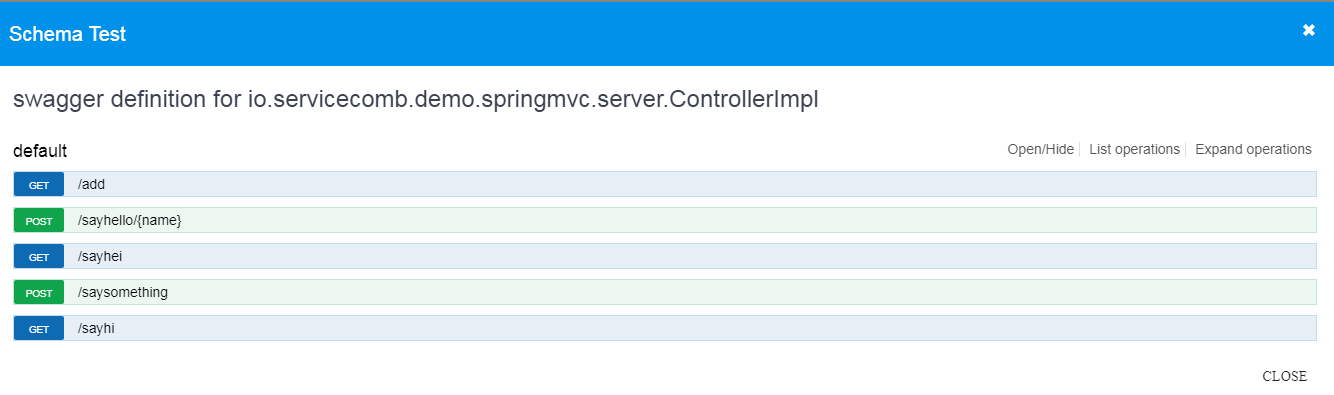 Schema Test ✖
swagger definition for io.servicecomb.demo.springmvc.server.ControllerImpl
default Open/Hide List operations Expand operations
GET /add
POST /sayhello/{name}
GET /sayhei
POST /saysomething
GET /sayhi
CLOSE